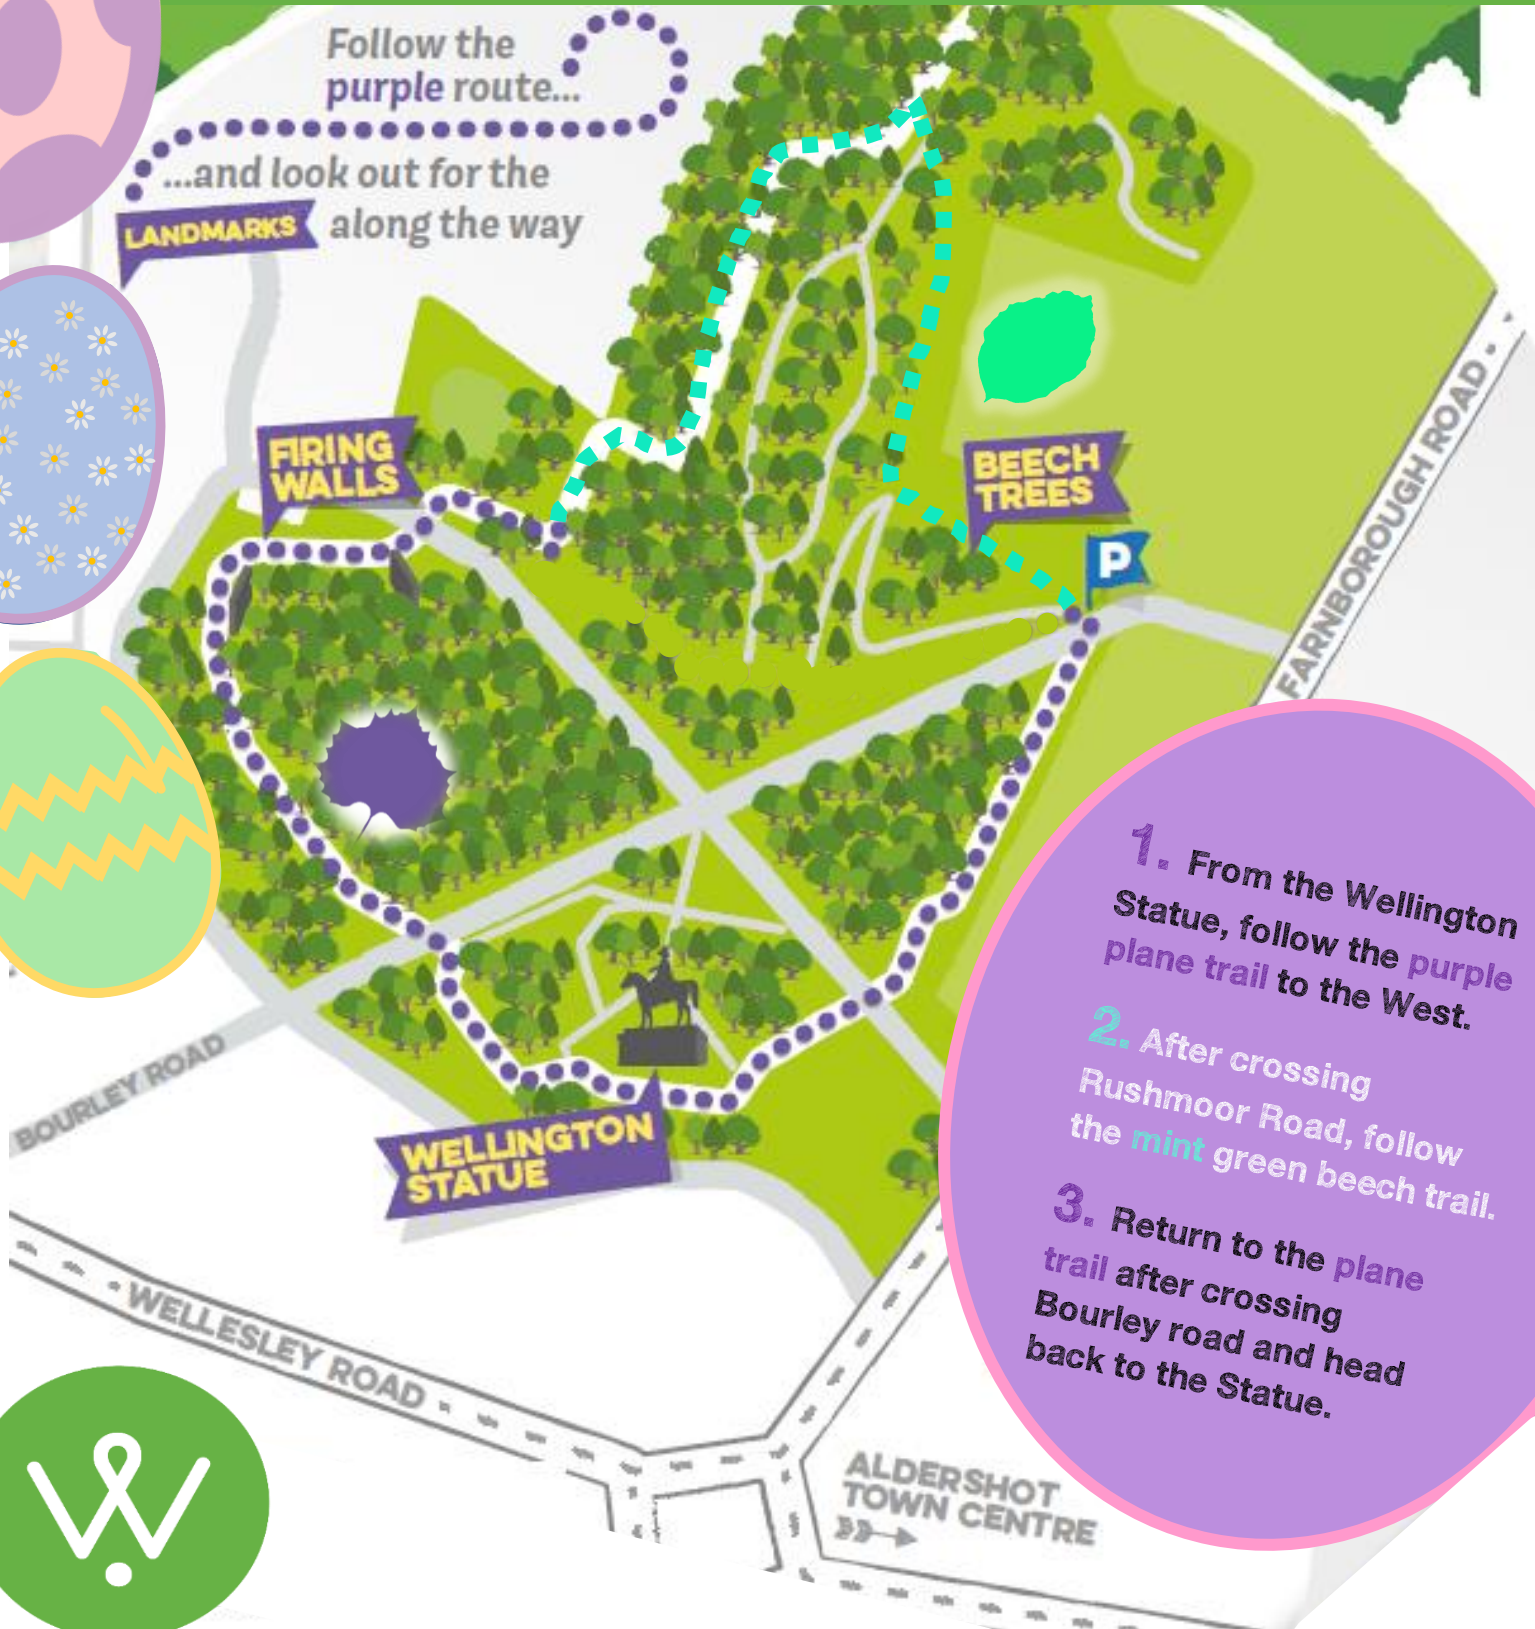 Follow the
purple route...
...and look out for the
LANDMARKS along the way
FIRING
WALLS
BEECH
TREES
P
FARNBOROUGH ROAD
WELLINGTON
STATUE
BOURLEY ROAD
WELLESLEY ROAD
ALDERSHOT
TOWN CENTRE
1. From the Wellington
Statue, follow the purple
plane trail to the West.
2. After crossing
Rushmoor Road, follow
the mint green beech trail.
3. Return to the plane
trail after crossing
Bourley road and head
back to the Statue.
W